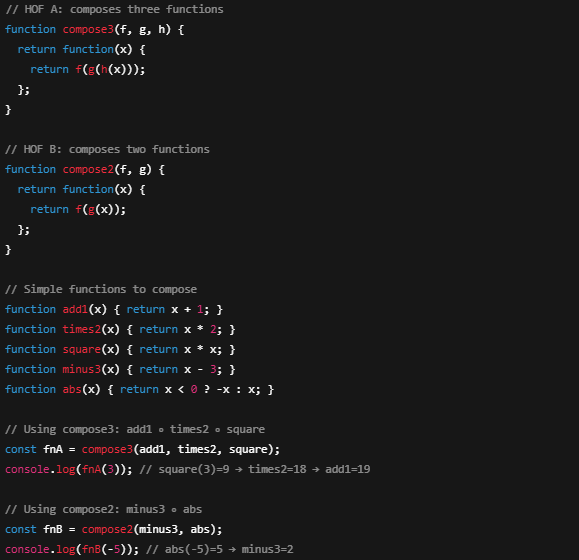 // HOF A: composes three functions
function compose3(f, g, h) {
  return function(x) {
    return f(g(h(x)));
  };
}

// HOF B: composes two functions
function compose2(f, g) {
  return function(x) {
    return f(g(x));
  };
}

// Simple functions to compose
function add1(x) { return x + 1; }
function times2(x) { return x * 2; }
function square(x) { return x * x; }
function minus3(x) { return x - 3; }
function abs(x) { return x < 0 ? -x : x; }

// Using compose3: add1 ∘ times2 ∘ square
const fnA = compose3(add1, times2, square);
console.log(fnA(3)); // square(3)=9 → times2=18 → add1=19

// Using compose2: minus3 ∘ abs
const fnB = compose2(minus3, abs);
console.log(fnB(-5)); // abs(-5)=5 → minus3=2